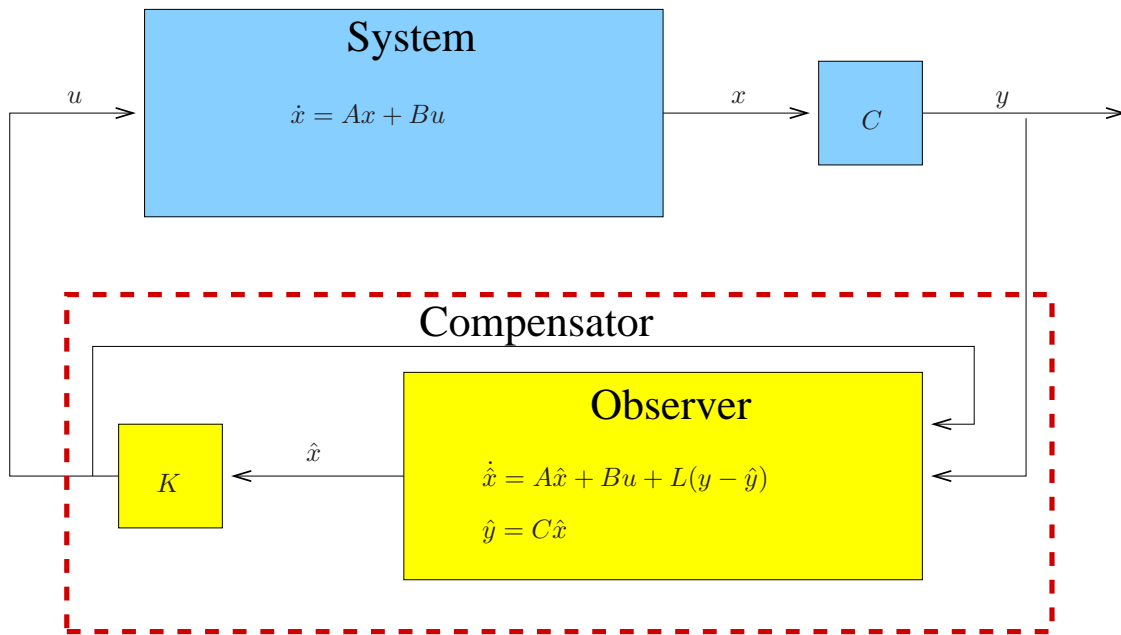 System
u
ẋ = Ax + Bu
x
C
y
Compensator
Observer
K
x̂
x̂̇ = Ax̂ + Bu + L(y − ŷ)
ŷ = Cx̂